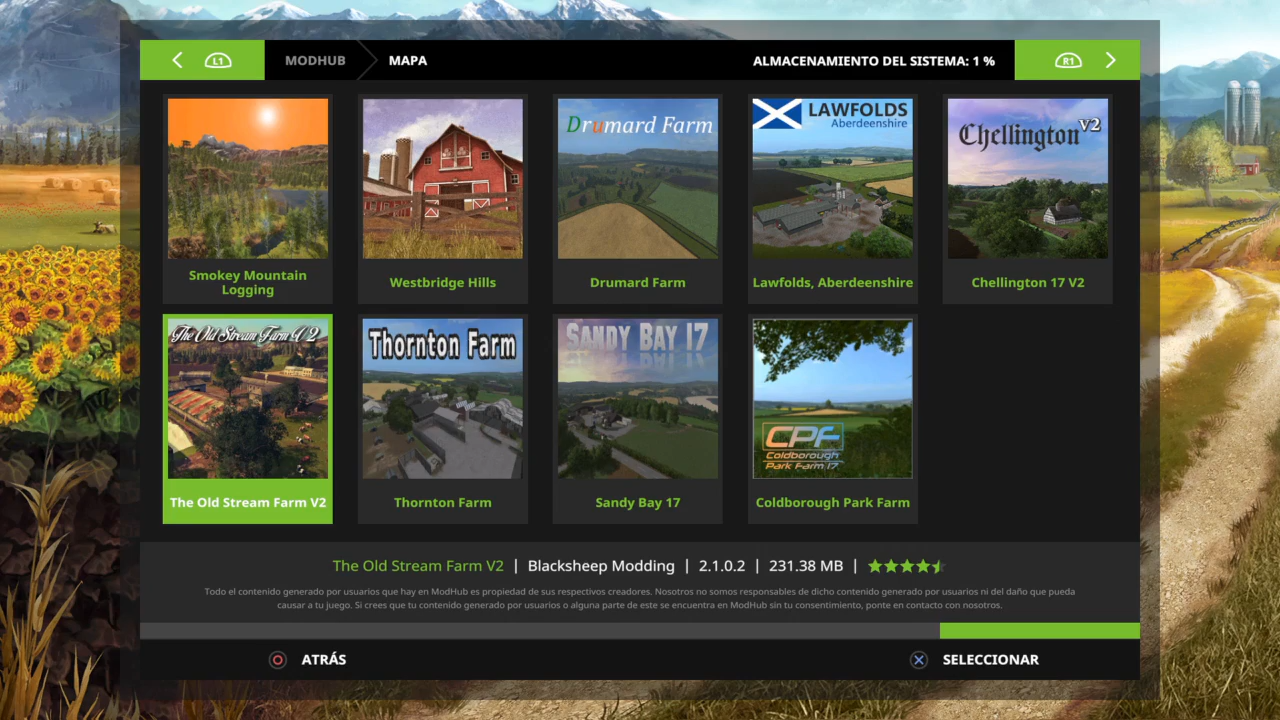 L1
MODHUB
MAPA
ALMACENAMIENTO DEL SISTEMA: 1 %
R1
Drumard Farm
LAWFOLDS
Aberdeenshire
Chellington V2
Smokey Mountain
Logging
Westbridge Hills
Drumard Farm
Lawfolds, Aberdeenshire
Chellington 17 V2
The Old Stream Farm V 2
Thornton Farm
SANDY BAY 17
CPF
Coldborough
Park Farm 17
The Old Stream Farm V2
Thornton Farm
Sandy Bay 17
Coldborough Park Farm
The Old Stream Farm V2 | Blacksheep Modding | 2.1.0.2 | 231.38 MB |
Todo el contenido generado por usuarios que hay en ModHub es propiedad de sus respectivos creadores. Nosotros no somos responsables de dicho contenido generado por usuarios ni del daño que pueda
causar a tu juego. Si crees que tu contenido generado por usuarios o alguna parte de este se encuentra en ModHub sin tu consentimiento, ponte en contacto con nosotros.
ATRÁS
SELECCIONAR